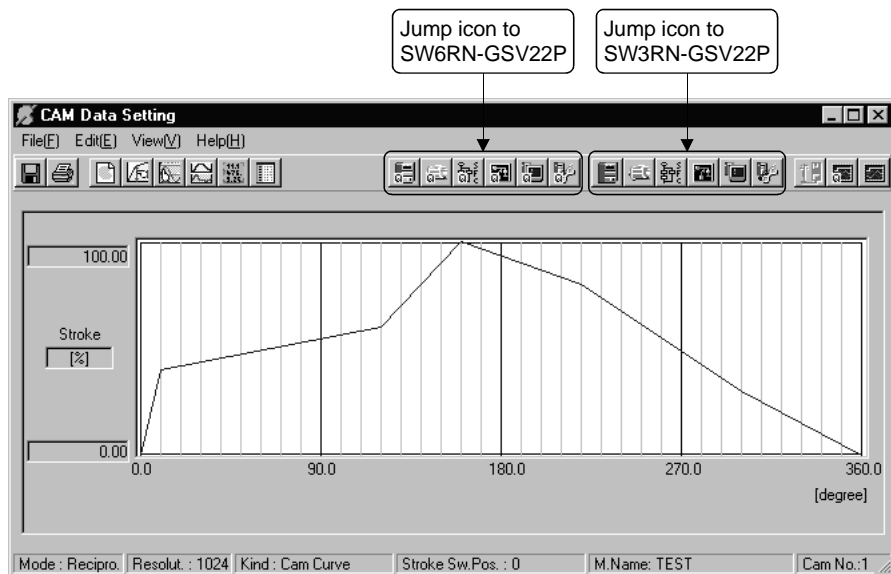 Jump icon to
SW6RN-GSV22P
Jump icon to
SW3RN-GSV22P
CAM Data Setting
File(F) Edit(E) View(V) Help(H)
100.00
Stroke
[%]
0.00
0.0 90.0 180.0 270.0 360.0
[degree]
Mode : Recipro. Resolut. : 1024 Kind : Cam Curve Stroke Sw.Pos. : 0 M.Name: TEST Cam No.:1